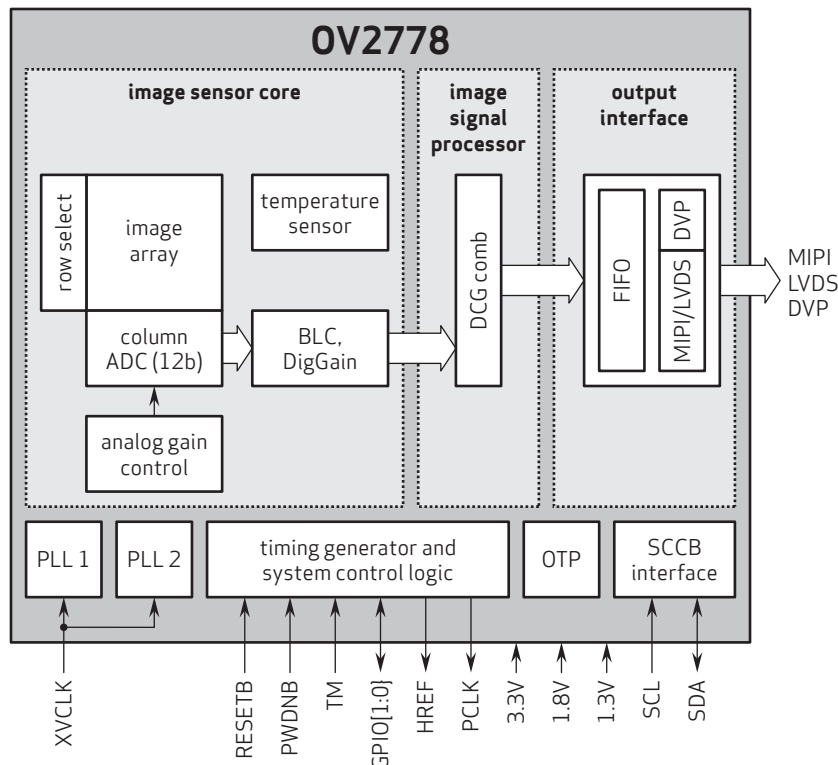 OV2778
image sensor core
image
signal
processor
output
interface
row select
image
array
temperature
sensor
column
ADC (12b)
BLC,
DigGain
analog gain
control
DCG comb
FIFO
DVP
MIPI/LVDS
MIPI
LVDS
DVP
PLL 1
PLL 2
timing generator and
system control logic
OTP
SCCB
interface
XVCLK
RESETB
PWDNB
TM
GPIO[1:0}
HREF
PCLK
3.3V
1.8V
1.3V
SCL
SDA